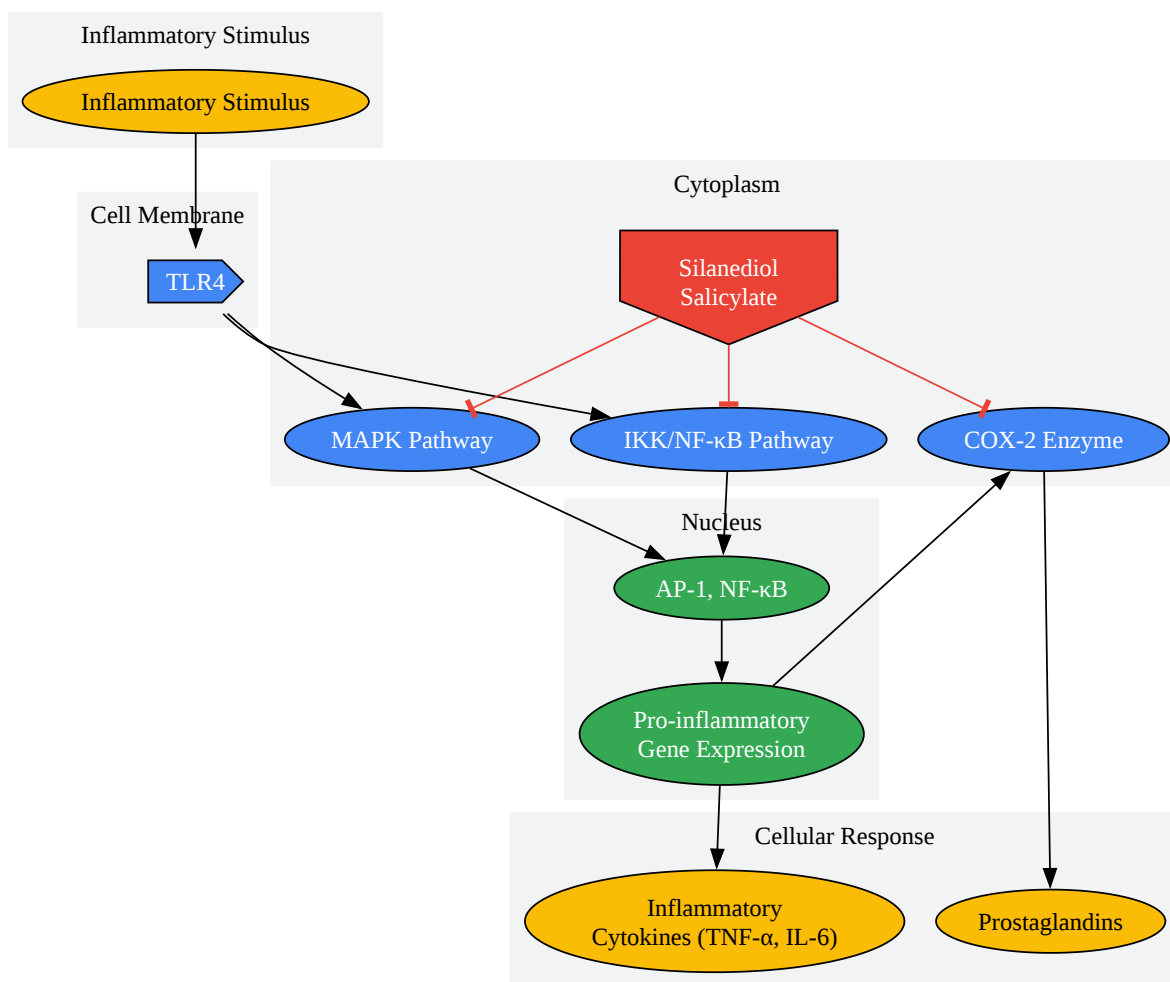 Inflammatory Stimulus
Inflammatory Stimulus
Cytoplasm
Cell Membrane
TLR4
Silanediol
Salicylate
MAPK Pathway
IKK/NF-κB Pathway
COX-2 Enzyme
Nucleus
AP-1, NF-κB
Pro-inflammatory
Gene Expression
Cellular Response
Inflammatory
Cytokines (TNF-α, IL-6)
Prostaglandins